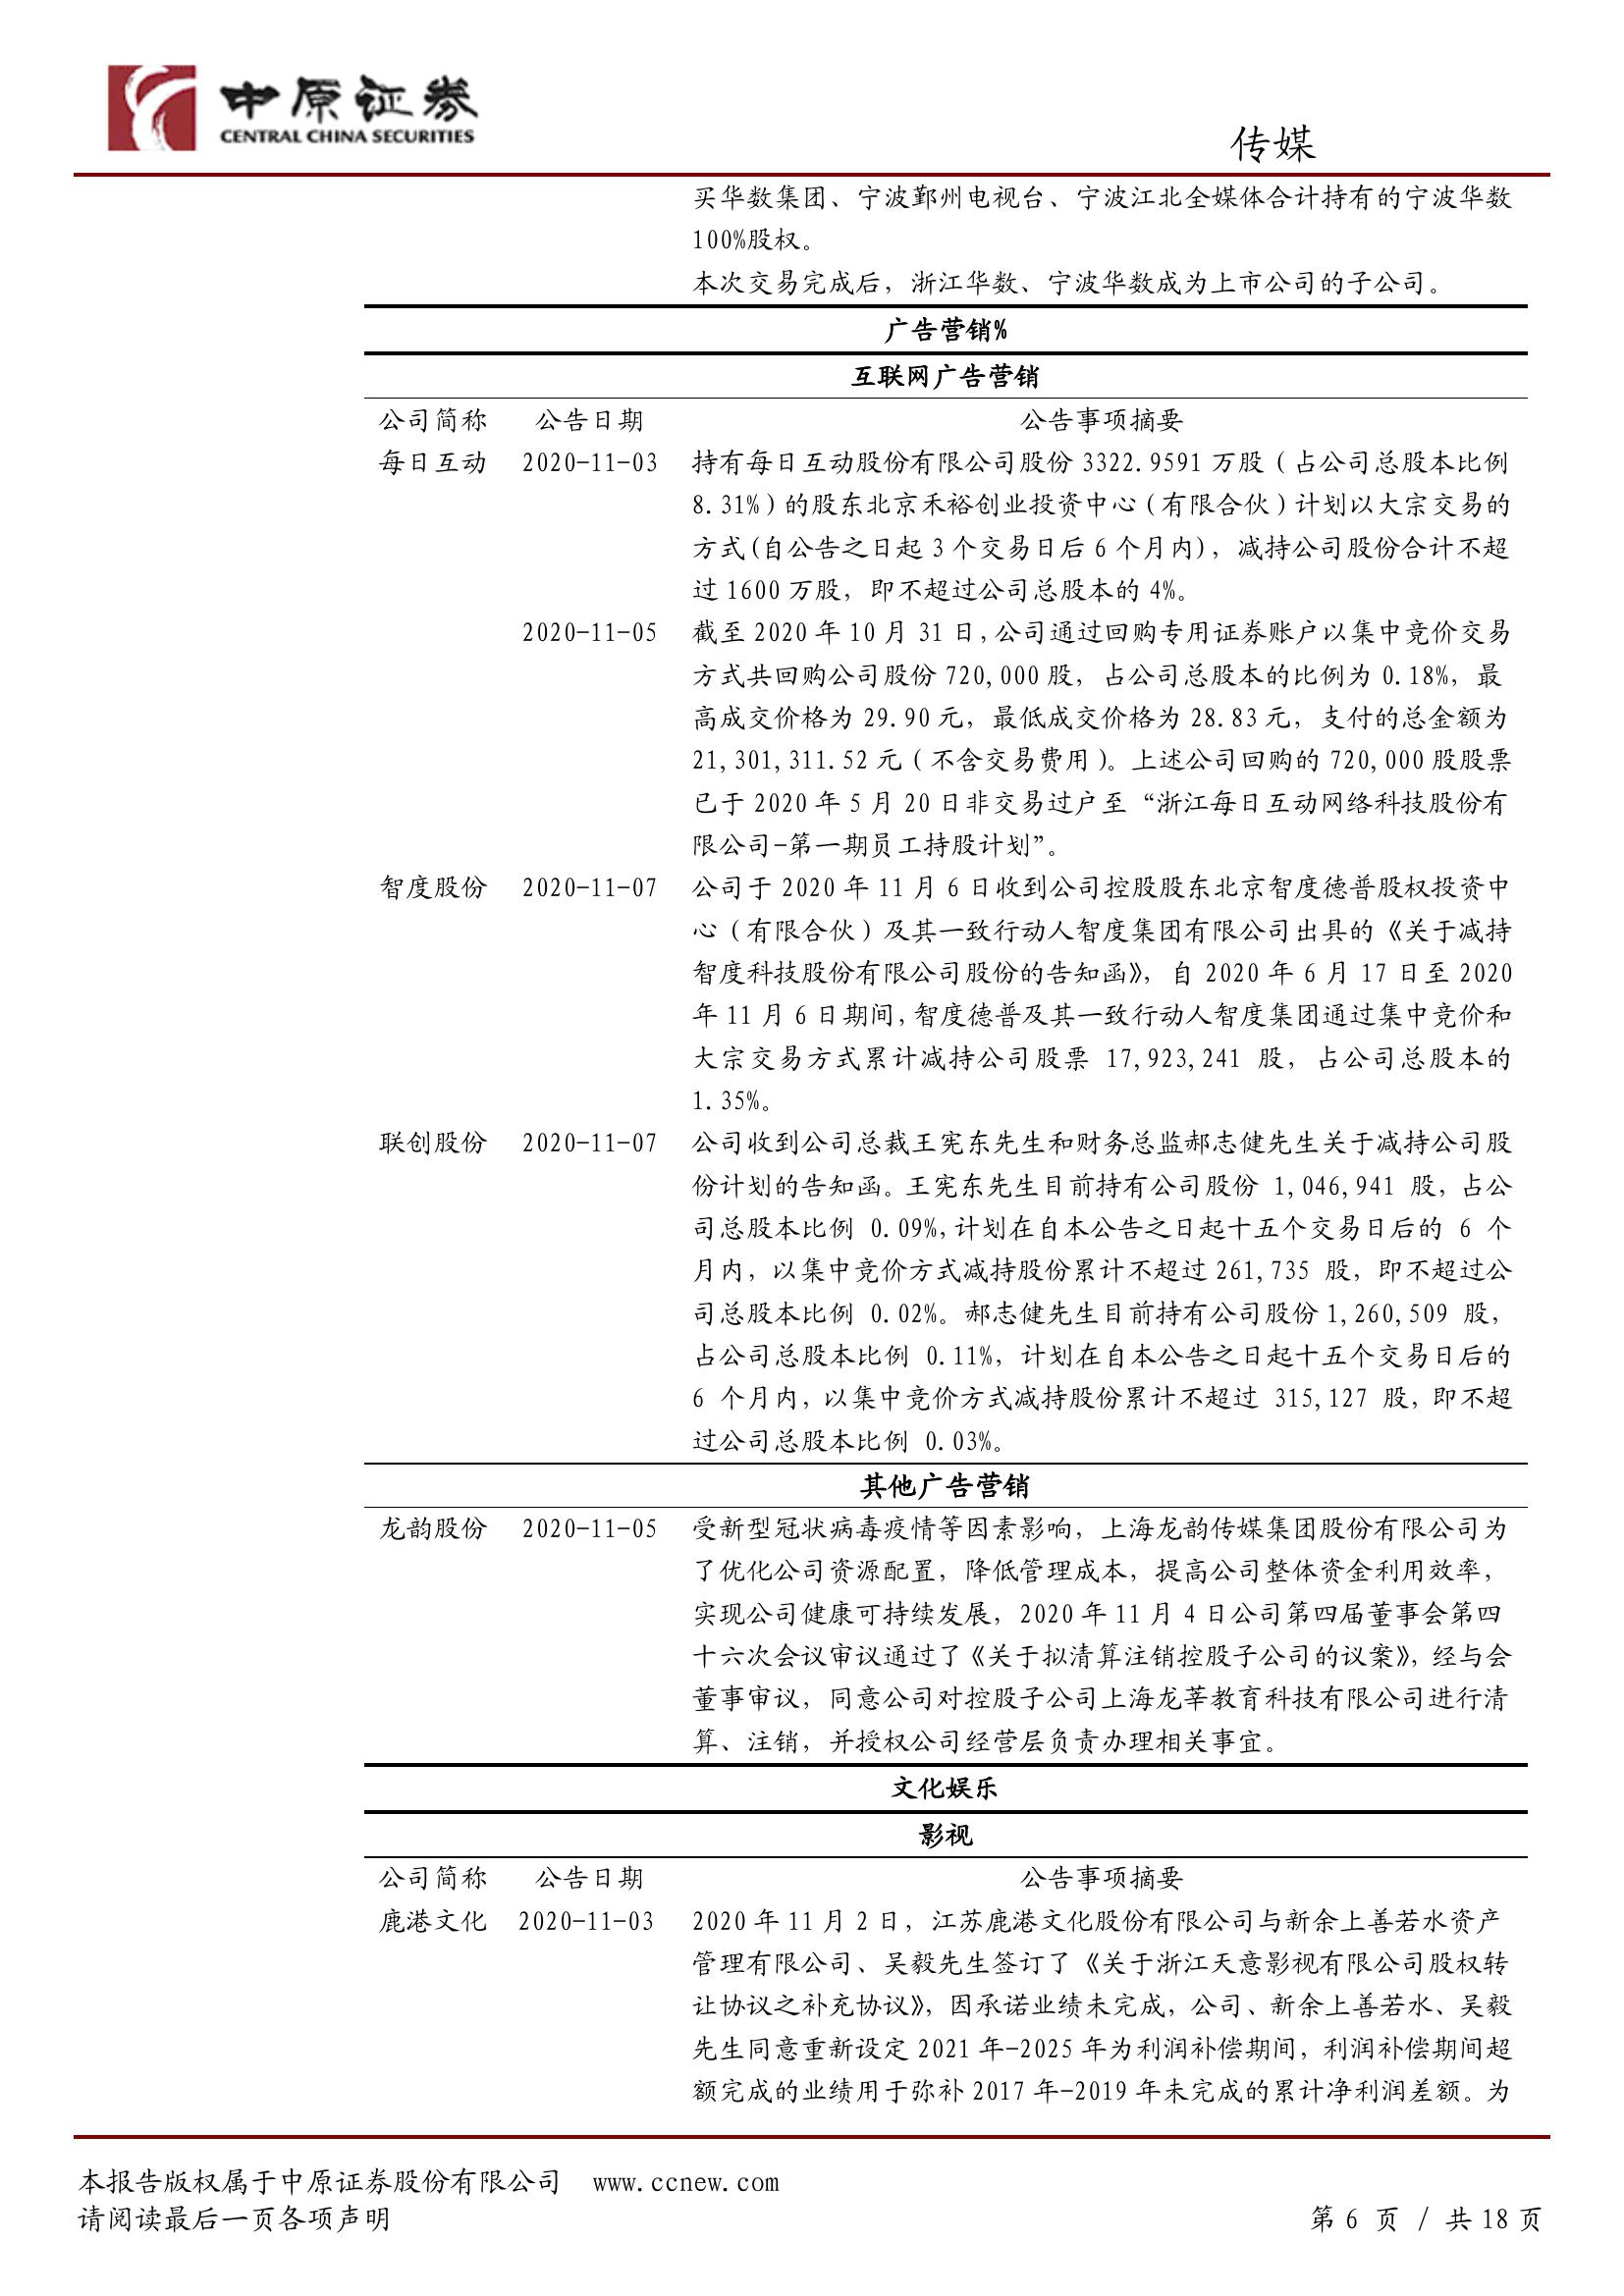 中原证券
CENTRAL CHINA SECURITIES
传媒
买华数集团、宁波鄞州电视台、宁波江北全媒体合计持有的宁波华数
100%股权。
本次交易完成后，浙江华数、宁波华数成为上市公司的子公司。
广告营销%
互联网广告营销
公司简称 公告日期 公告事项摘要
每日互动 2020-11-03 持有每日互动股份有限公司股份 3322.9591 万股（占公司总股本比例
8.31%）的股东北京禾裕创业投资中心（有限合伙）计划以大宗交易的
方式(自公告之日起 3 个交易日后 6 个月内)，减持公司股份合计不超
过 1600 万股，即不超过公司总股本的 4%。
2020-11-05 截至 2020 年 10 月 31 日，公司通过回购专用证券账户以集中竞价交易
方式共回购公司股份 720,000 股，占公司总股本的比例为 0.18%，最
高成交价格为 29.90 元，最低成交价格为 28.83 元，支付的总金额为
21,301,311.52 元（不含交易费用）。上述公司回购的 720,000 股股票
已于 2020 年 5 月 20 日非交易过户至“浙江每日互动网络科技股份有
限公司-第一期员工持股计划”。
智度股份 2020-11-07 公司于 2020 年 11 月 6 日收到公司控股股东北京智度德普股权投资中
心（有限合伙）及其一致行动人智度集团有限公司出具的《关于减持
智度科技股份有限公司股份的告知函》，自 2020 年 6 月 17 日至 2020
年 11 月 6 日期间，智度德普及其一致行动人智度集团通过集中竞价和
大宗交易方式累计减持公司股票 17,923,241 股，占公司总股本的
1.35%。
联创股份 2020-11-07 公司收到公司总裁王宪东先生和财务总监郝志健先生关于减持公司股
份计划的告知函。王宪东先生目前持有公司股份 1,046,941 股，占公
司总股本比例 0.09%，计划在自本公告之日起十五个交易日后的 6 个
月内，以集中竞价方式减持股份累计不超过 261,735 股，即不超过公
司总股本比例 0.02%。郝志健先生目前持有公司股份 1,260,509 股，
占公司总股本比例 0.11%，计划在自本公告之日起十五个交易日后的
6 个月内，以集中竞价方式减持股份累计不超过 315,127 股，即不超
过公司总股本比例 0.03%。
其他广告营销
龙韵股份 2020-11-05 受新型冠状病毒疫情等因素影响，上海龙韵传媒集团股份有限公司为
了优化公司资源配置，降低管理成本，提高公司整体资金利用效率，
实现公司健康可持续发展，2020 年 11 月 4 日公司第四届董事会第四
十六次会议审议通过了《关于拟清算注销控股子公司的议案》，经与会
董事审议，同意公司对控股子公司上海龙莘教育科技有限公司进行清
算、注销，并授权公司经营层负责办理相关事宜。
文化娱乐
影视
公司简称 公告日期 公告事项摘要
鹿港文化 2020-11-03 2020 年 11 月 2 日，江苏鹿港文化股份有限公司与新余上善若水资产
管理有限公司、吴毅先生签订了《关于浙江天意影视有限公司股权转
让协议之补充协议》，因承诺业绩未完成，公司、新余上善若水、吴毅
先生同意重新设定 2021 年-2025 年为利润补偿期间，利润补偿期间超
额完成的业绩用于弥补 2017 年-2019 年未完成的累计净利润差额。为
本报告版权属于中原证券股份有限公司 www.ccnew.com
请阅读最后一页各项声明 第 6 页 / 共 18 页